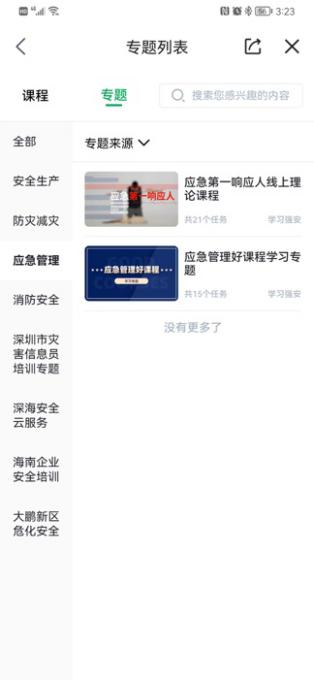 3:23
专题列表
课程
专题
搜索您感兴趣的内容
全部
安全生产
防灾减灾
应急管理
消防安全
深圳市灾
害信息员
培训专题
深海安全
云服务
海南企业
安全培训
大鹏新区
危化安全
专题来源
应急第一响应人
应急第一响应人线上理
论课程
共21个任务
学习强安
应急管理好课程
应急管理好课程学习专
题
共15个任务
学习强安
没有更多了